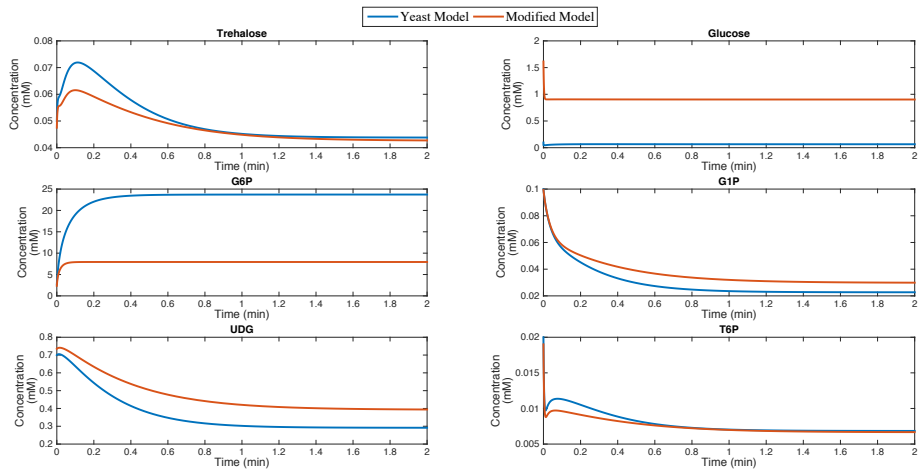 Yeast Model Modified Model
Trehalose
Concentration
(mM)
0.08
0.07
0.06
0.05
0.04
0 0.2 0.4 0.6 0.8 1 1.2 1.4 1.6 1.8 2
Time (min)
Glucose
Concentration
(mM)
2
1.5
1
0.5
0
0 0.2 0.4 0.6 0.8 1 1.2 1.4 1.6 1.8 2
Time (min)
G6P
Concentration
(mM)
25
20
15
10
5
0
0 0.2 0.4 0.6 0.8 1 1.2 1.4 1.6 1.8 2
Time (min)
G1P
Concentration
(mM)
0.1
0.08
0.06
0.04
0.02
0 0.2 0.4 0.6 0.8 1 1.2 1.4 1.6 1.8 2
Time (min)
UDG
Concentration
(mM)
0.8
0.7
0.6
0.5
0.4
0.3
0.2
0 0.2 0.4 0.6 0.8 1 1.2 1.4 1.6 1.8 2
Time (min)
T6P
Concentration
(mM)
0.02
0.015
0.01
0.005
0 0.2 0.4 0.6 0.8 1 1.2 1.4 1.6 1.8 2
Time (min)